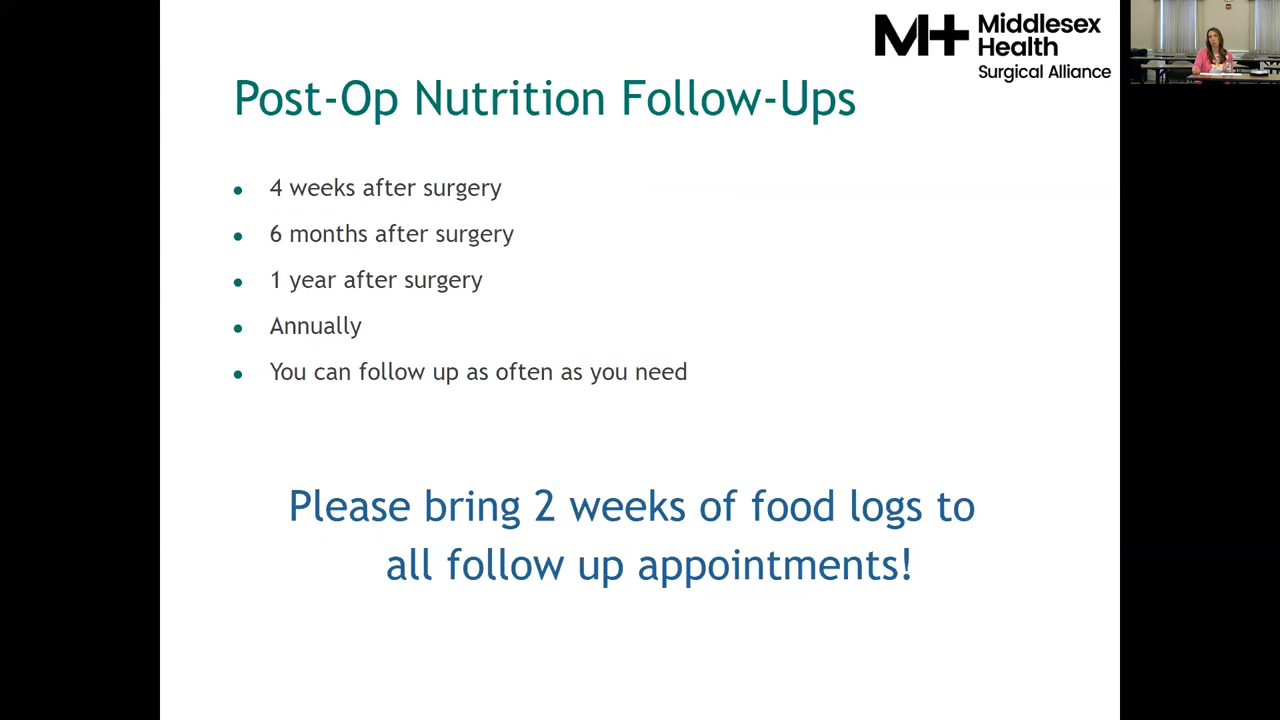 M+ Middlesex
Health
Surgical Alliance
Post-Op Nutrition Follow-Ups
4 weeks after surgery
6 months after surgery
1 year after surgery
Annually
You can follow up as often as you need
Please bring 2 weeks of food logs to
all follow up appointments!